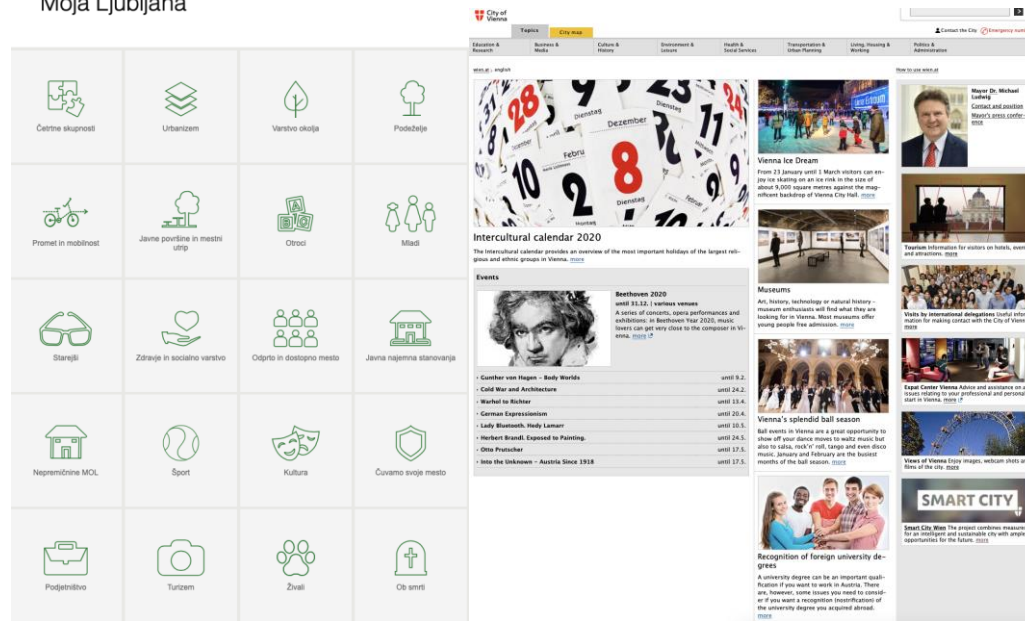 Moja Ljubljana
Četrtne skupnosti
Urbanizem
Varstvo okolja
Podeželje
Promet in mobilnost
Javne površine in mestni
utrip
Otroci
Mladi
Starejši
Zdravje in socialno varstvo
Odprto in dostopno mesto
Javna najemna stanovanja
Nepremičnine MOL
Šport
Kultura
Čuvamo svoje mesto
Podjetništvo
Turizem
Živali
Ob smrti
City of
Vienna
Topics
City map
Contact the City
Emergency num
Education &
Research
Business &
Media
Culture &
History
Environment &
Leisure
Health &
Social Services
Transportation &
Urban Planning
Living, Housing &
Working
Politics &
Administration
wien.at > english
How to use wien.at
28
23
24
Dienstag
Dezember
11
Febru
10
2
8
7
Dienstag
Intercultural calendar 2020
The Intercultural calendar provides an overview of the most important holidays of the largest reli-
gious and ethnic groups in Vienna. more
Events
Beethoven 2020
until 31.12. | various venues
A series of concerts, opera performances and
exhibitions: in Beethoven Year 2020, music
lovers can get very close to the composer in Vi-
enna. more
Gunther von Hagen – Body Worlds until 9.2.
Cold War and Architecture until 24.2.
Warhol to Richter until 13.4.
German Expressionism until 20.4.
Lady Bluetooth. Hedy Lamarr until 10.5.
Herbert Brandl. Exposed to Painting. until 24.5.
Otto Prutscher until 17.5.
Into the Unknown – Austria Since 1918 until 17.5.
Vienna Ice Dream
From 23 January until 1 March visitors can en-
joy ice skating on an ice rink in the size of
about 9,000 square metres against the mag-
nificent backdrop of Vienna City Hall. more
Museums
Art, history, technology or natural history –
museum enthusiasts will find what they are
looking for in Vienna. Most museums offer
young people free admission. more
Vienna's splendid ball season
Ball events in Vienna are a great opportunity to
show off your dance moves to waltz music but
also to salsa, rock'n' roll, tango and even disco
music. January and February are the busiest
months of the ball season. more
Recognition of foreign university de-
grees
A university degree can be an important quali-
fication if you want to work in Austria. There
are, however, some issues you need to consid-
er if you want a recognition (nostrification) of
the university degree you acquired abroad.
more
Mayor Dr. Michael
Ludwig
Contact and position
Mayor's press confer-
ence
Tourism Information for visitors on hotels, even
and attractions. more
Visits by international delegations Useful infor-
mation for making contact with the City of Vienn
more
Expat Center Vienna Advice and assistance on a
issues relating to your professional and personal
start in Vienna. more
Views of Vienna Enjoy images, webcam shots an
films of the city. more
SMART CITY
Smart City Wien The project combines measures
for an intelligent and sustainable city with ample
opportunities for the future. more